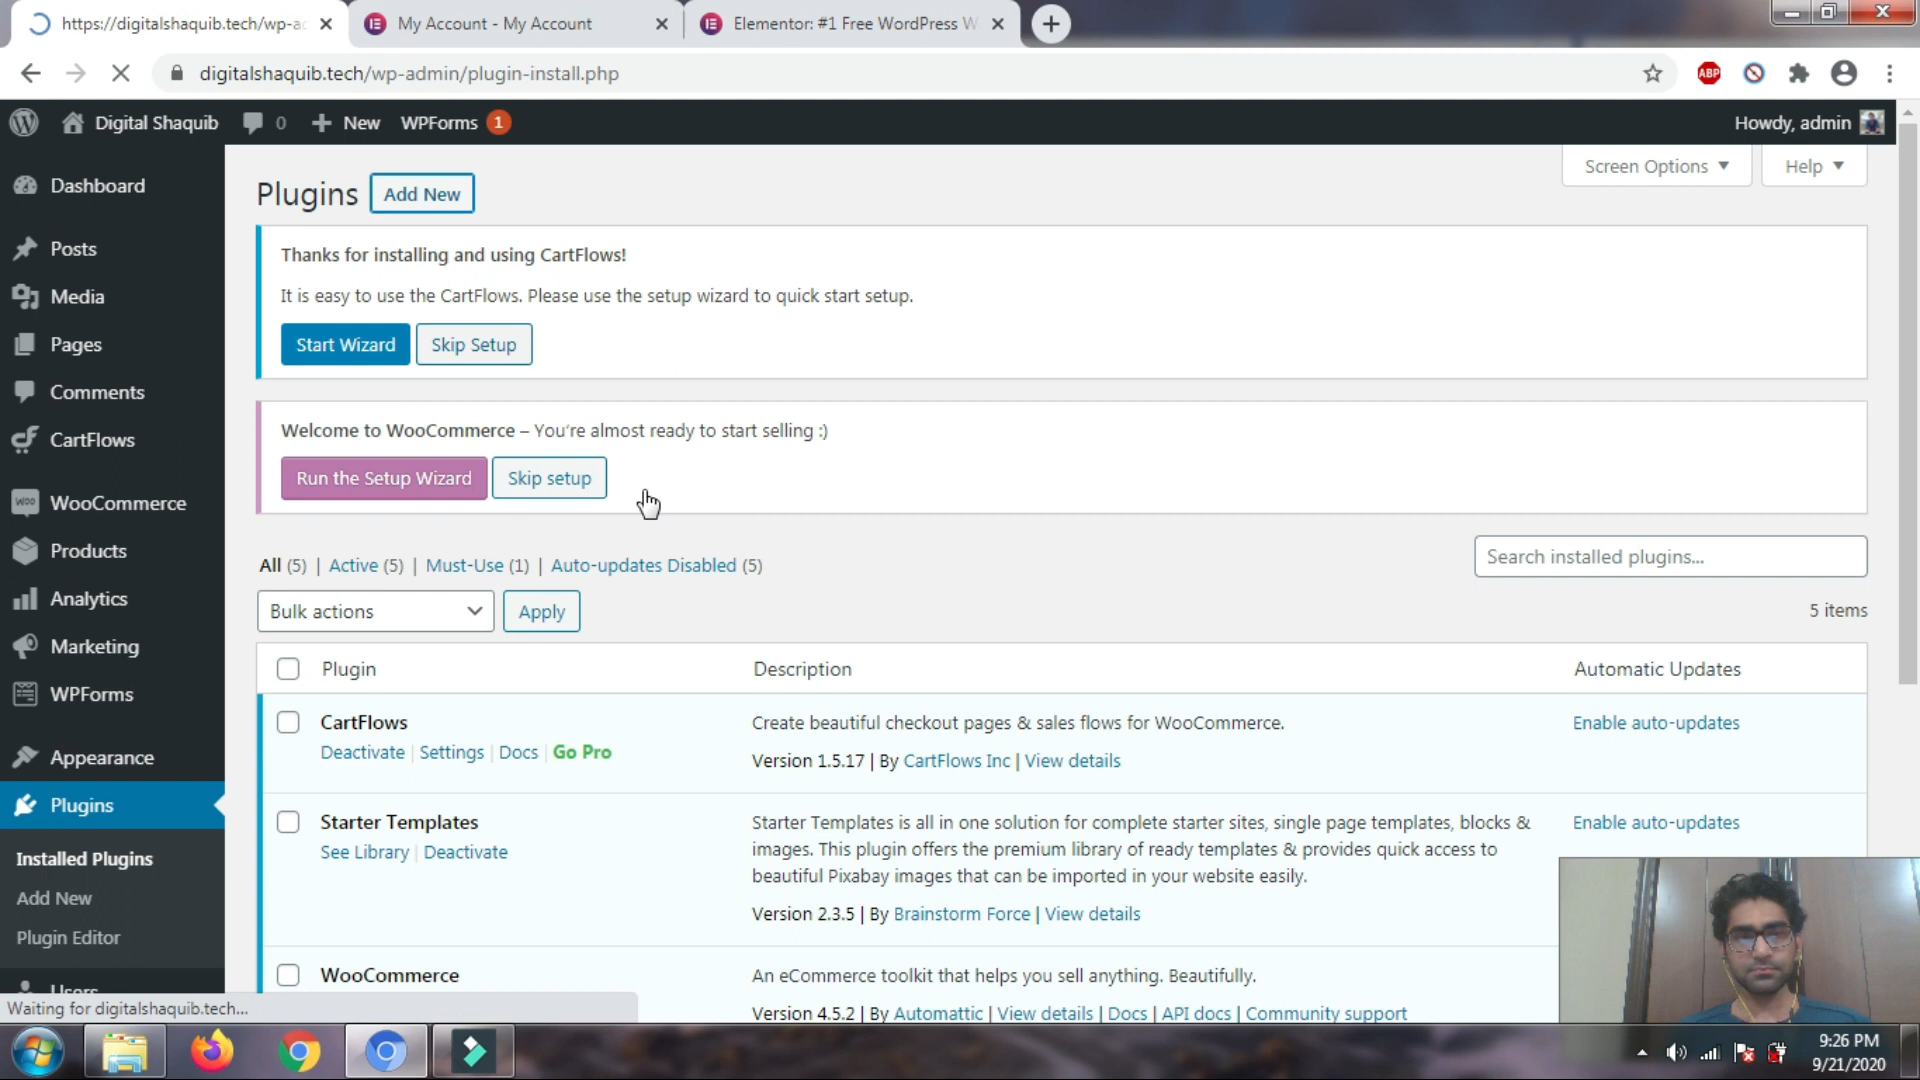 https://digitalshaquib.tech/wp-ac
My Account - My Account
Elementor: #1 Free WordPress W
digitalshaquib.tech/wp-admin/plugin-install.php
ABP
Digital Shaquib
0
New
WPForms 1
Howdy, admin
Screen Options
Help
Dashboard
Posts
Media
Pages
Comments
CartFlows
WooCommerce
Products
Analytics
Marketing
WPForms
Appearance
Plugins
Installed Plugins
Add New
Plugin Editor
Users
Plugins Add New
Thanks for installing and using CartFlows!
It is easy to use the CartFlows. Please use the setup wizard to quick start setup.
Start Wizard Skip Setup
Welcome to WooCommerce – You're almost ready to start selling :)
Run the Setup Wizard Skip setup
All (5) | Active (5) | Must-Use (1) | Auto-updates Disabled (5)
Search installed plugins...
Bulk actions Apply
5 items
Plugin Description Automatic Updates
CartFlows
Deactivate | Settings | Docs | Go Pro
Create beautiful checkout pages & sales flows for WooCommerce.
Version 1.5.17 | By CartFlows Inc | View details
Enable auto-updates
Starter Templates
See Library | Deactivate
Starter Templates is all in one solution for complete starter sites, single page templates, blocks &
images. This plugin offers the premium library of ready templates & provides quick access to
beautiful Pixabay images that can be imported in your website easily.
Version 2.3.5 | By Brainstorm Force | View details
Enable auto-updates
WooCommerce
An eCommerce toolkit that helps you sell anything. Beautifully.
Version 4.5.2 | By Automattic | View details | Docs | API docs | Community support
Waiting for digitalshaquib.tech...
9:26 PM
9/21/2020